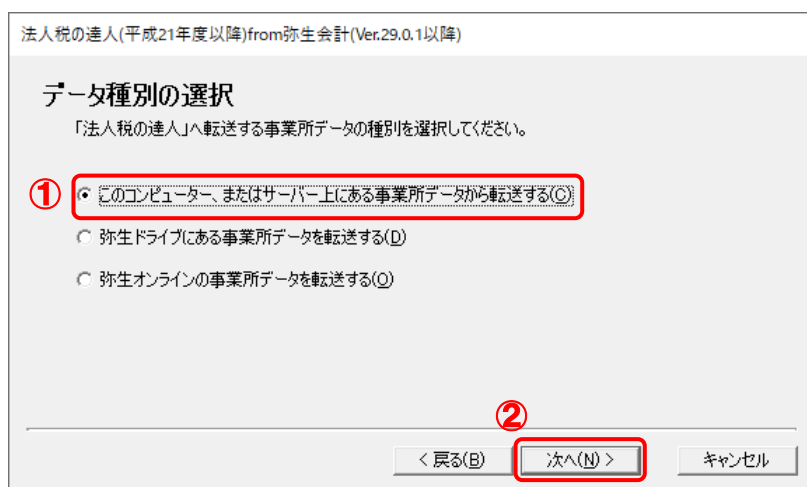 法人税の達人(平成21年度以降)from弥生会計(Ver.29.0.1以降)
データ種別の選択
「法人税の達人」へ転送する事業所データの種別を選択してください。
① このコンピューター、またはサーバー上にある事業所データから転送する(C)
弥生ドライブにある事業所データを転送する(D)
弥生オンラインの事業所データを転送する(O)
②
< 戻る(B) 次へ(N) > キャンセル